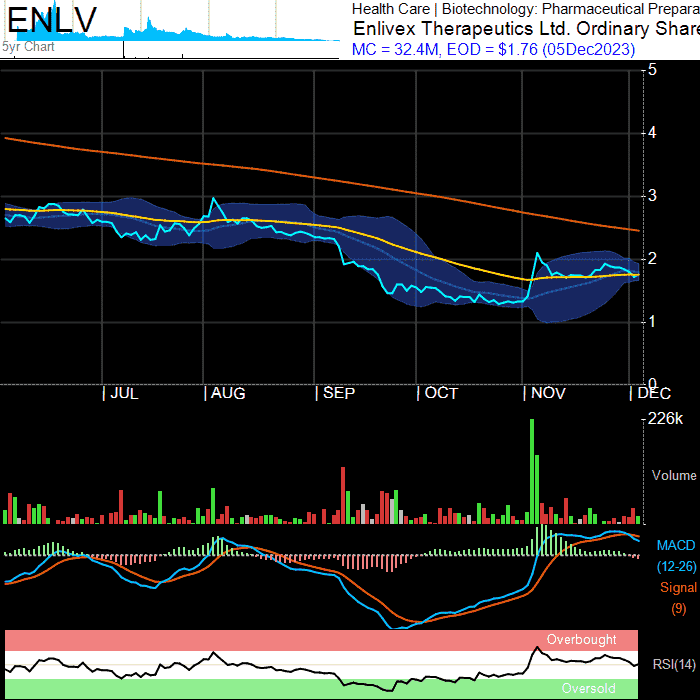 ENLV
5yr Chart
Health Care | Biotechnology: Pharmaceutical Prepara
Enlivex Therapeutics Ltd. Ordinary Share
MC = 32.4M, EOD = $1.76 (05Dec2023)
5
4
3
2
1
0
JUL AUG SEP OCT NOV DEC
226k
Volume
MACD
(12-26)
Signal
(9)
Overbought
RSI(14)
Oversold